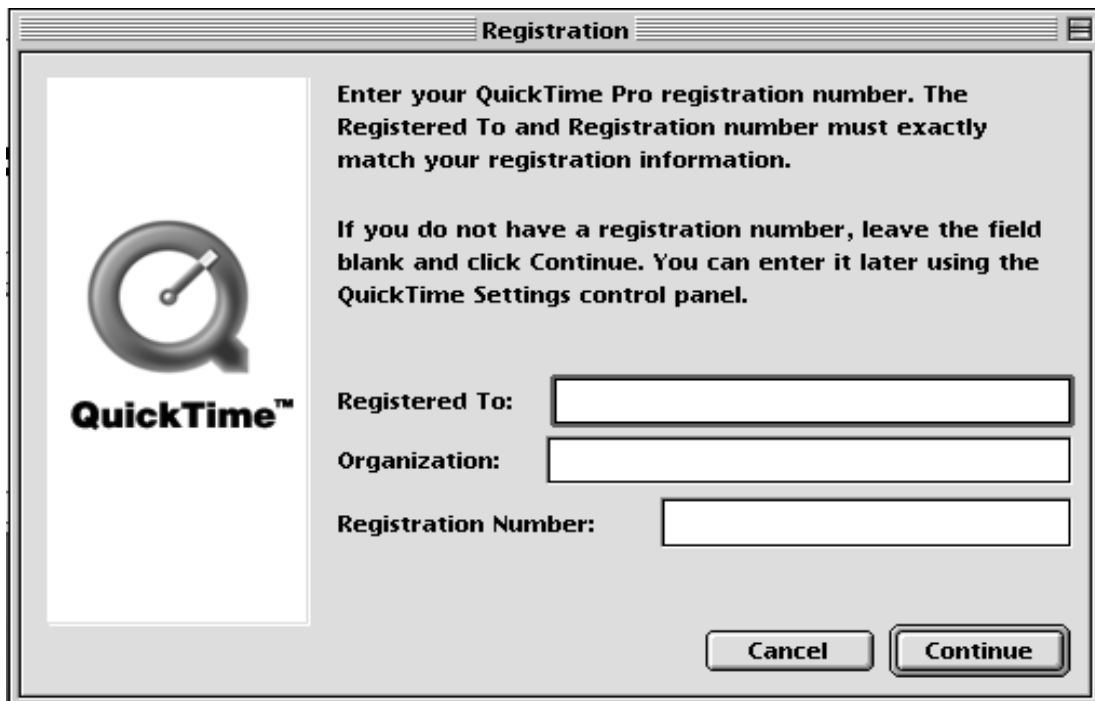 Registration
Enter your QuickTime Pro registration number. The
Registered To and Registration number must exactly
match your registration information.
If you do not have a registration number, leave the field
blank and click Continue. You can enter it later using the
QuickTime Settings control panel.
QuickTime™
Registered To:
Organization:
Registration Number:
Cancel
Continue